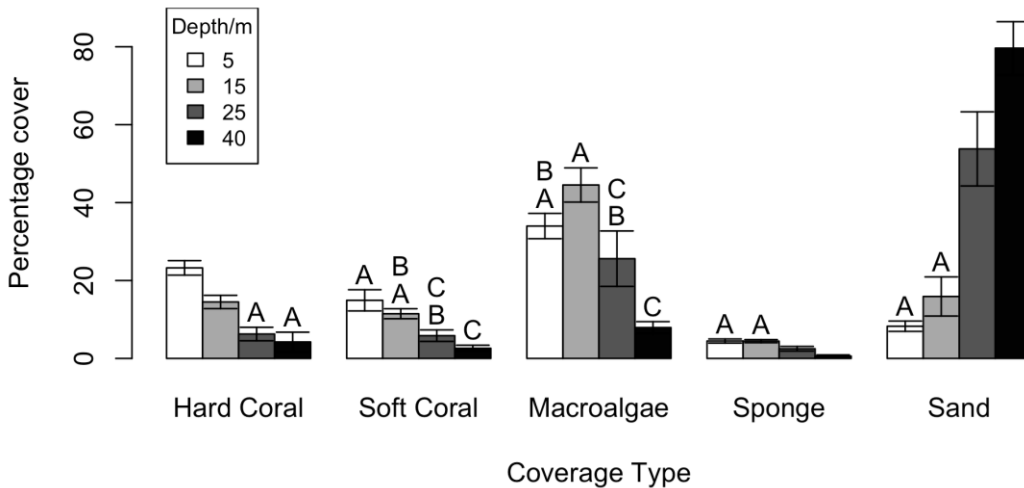 Depth/m
5
15
25
40
Percentage cover
80
60
40
20
0
A A
A
B
A
C
B
C
B
A
A
C
B
C
A A
A
A
Hard Coral Soft Coral Macroalgae Sponge Sand
Coverage Type